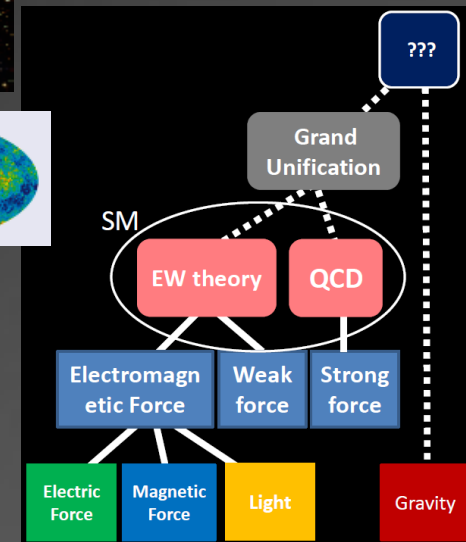 ???
Grand
Unification
SM
EW theory
QCD
Electromagn
etic Force
Weak
force
Strong
force
Electric
Force
Magnetic
Force
Light
Gravity